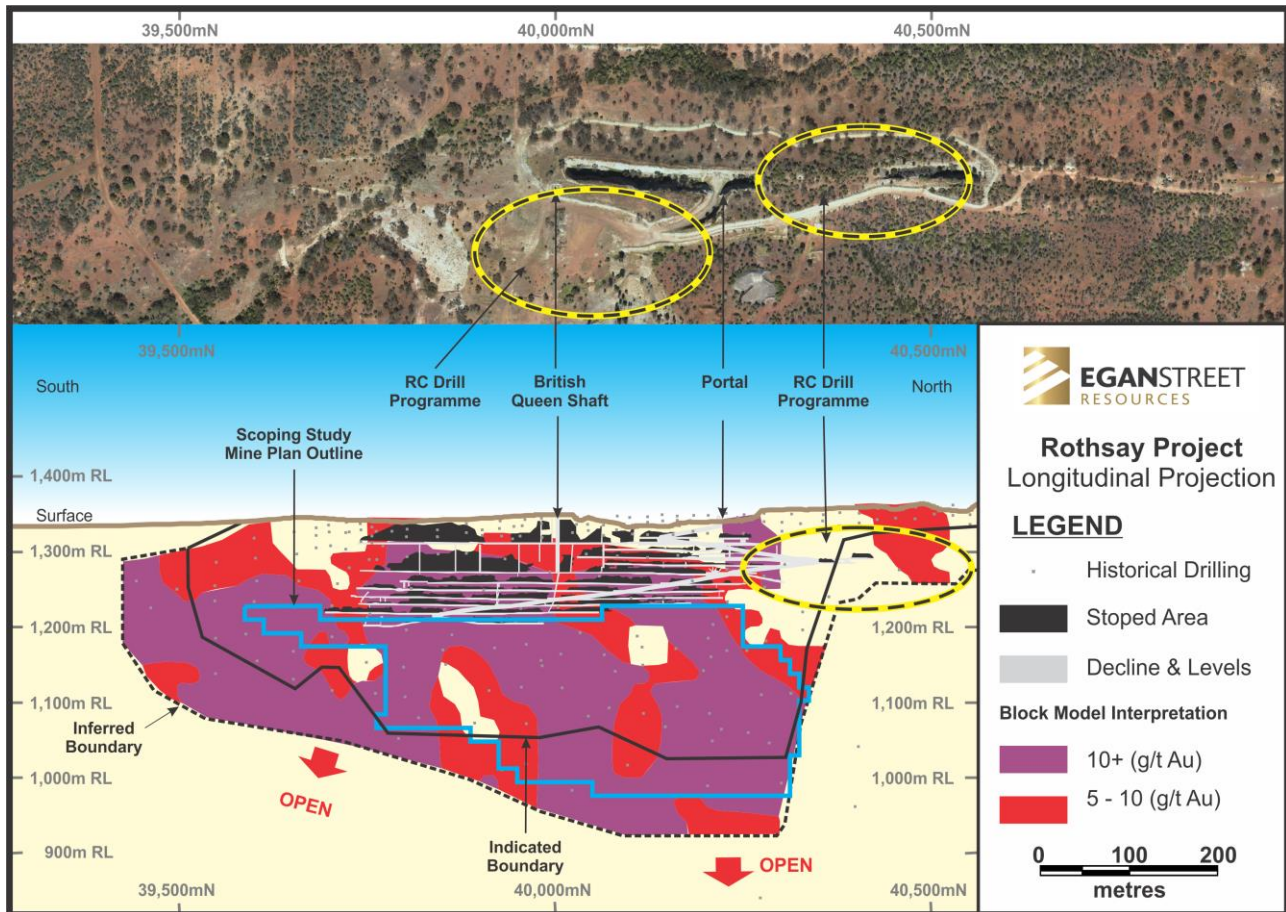 39,500mN
40,000mN
40,500mN
39,500mN
40,500mN
South
RC Drill
Programme
British
Queen Shaft
Portal
RC Drill
Programme
North
Scoping Study
Mine Plan Outline
1,400m RL
Surface
1,300m RL
1,200m RL
1,200m RL
1,100m RL
1,100m RL
Inferred
Boundary
1,000m RL
1,000m RL
OPEN
Indicated
Boundary
900m RL
OPEN
39,500mN
40,000mN
40,500mN
EGANSTREET
RESOURCES
Rothsay Project
Longitudinal Projection
LEGEND
Historical Drilling
Stoped Area
Decline & Levels
Block Model Interpretation
10+ (g/t Au)
5 - 10 (g/t Au)
0 100 200
metres